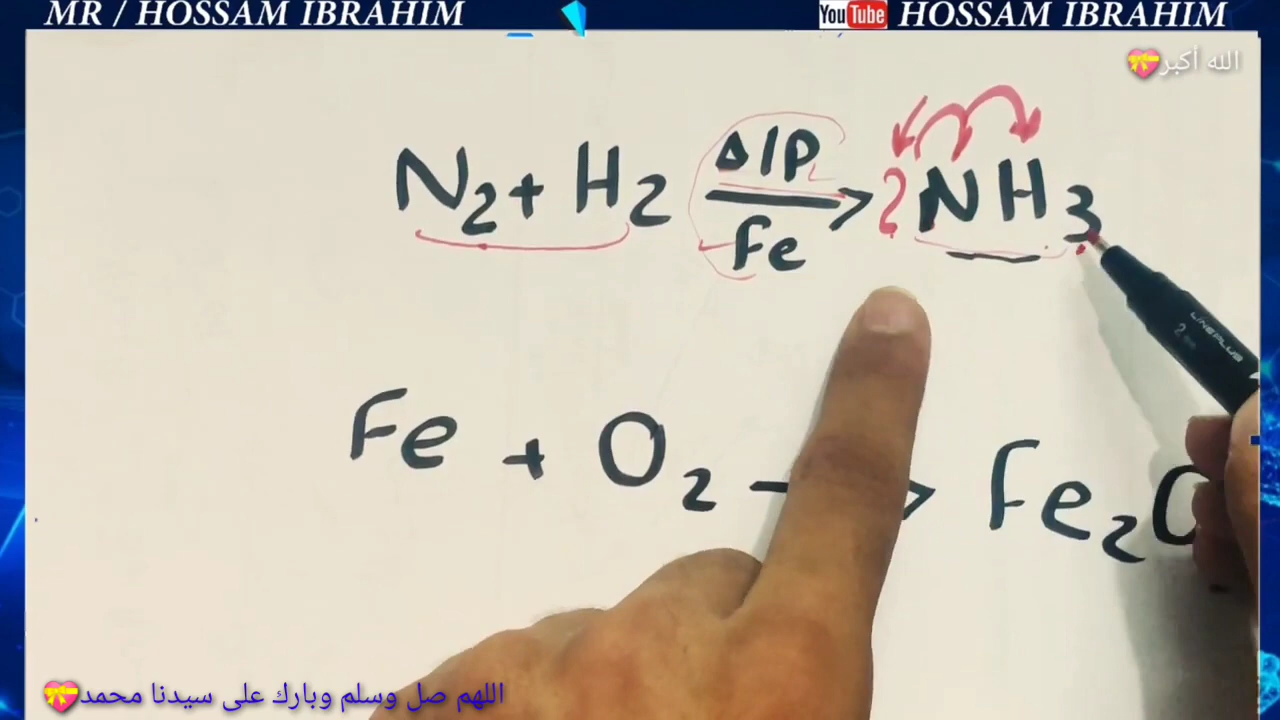 MR / HOSSAM IBRAHIM
YouTube HOSSAM IBRAHIM
الله أكبر💝
Δ/P
N2 + H2 → 2NH3
Fe
Fe + O2 → Fe2O
💝اللهم صل وسلم وبارك على سيدنا محمد